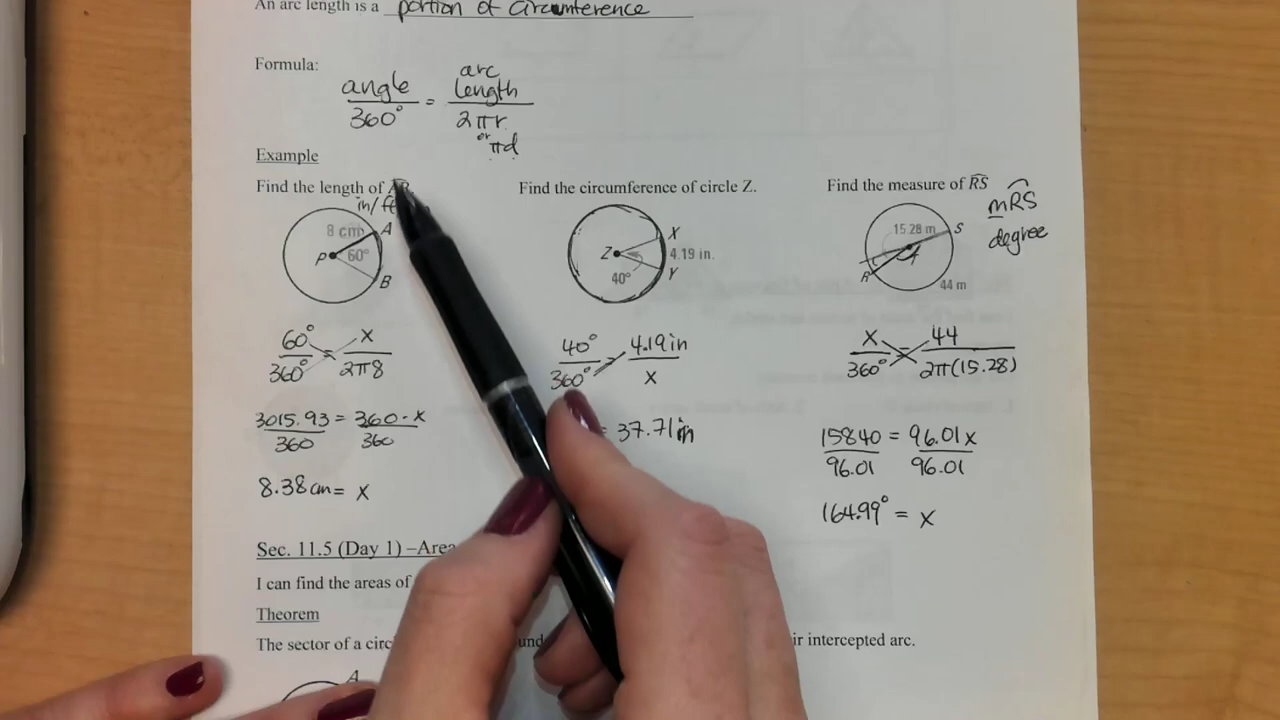 An arc length is a portion of circumference
Formula:
angle / 360° = arc length / 2πr or πd
Example
Find the length of
in/ft
8 cm A
P 60°
B
60° / 360° = x / 2π8
3015.93 / 360 = 360·x / 360
8.38cm = x
Find the circumference of circle Z.
X
Z 4.19 in.
40° Y
40° / 360° = 4.19in / x
= 37.71in
Find the measure of RS
mRS
degree
15.28 m S
R
44 m
x / 360° = 44 / 2π(15.28)
15840 / 96.01 = 96.01x / 96.01
164.99° = x
Sec. 11.5 (Day 1) –Area
I can find the areas of
Theorem
The sector of a circ ir intercepted arc.
A